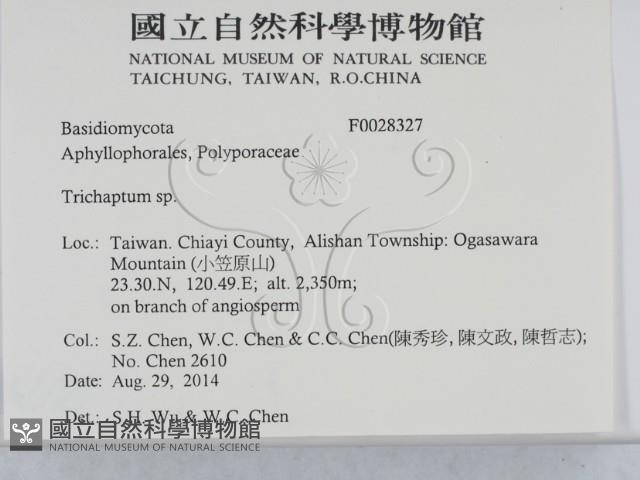 國立自然科學博物館
NATIONAL MUSEUM OF NATURAL SCIENCE
TAICHUNG, TAIWAN, R.O.CHINA
Basidiomycota F0028327
Aphyllophorales, Polyporaceae
Trichaptum sp.
Loc.: Taiwan. Chiayi County, Alishan Township: Ogasawara
Mountain (小笠原山)
23.30.N, 120.49.E; alt. 2,350m;
on branch of angiosperm
Col.: S.Z. Chen, W.C. Chen & C.C. Chen(陳秀珍, 陳文政, 陳哲志);
No. Chen 2610
Date: Aug. 29, 2014
Det.: S.H. Wu & W.C. Chen
國立自然科學博物館
NATIONAL MUSEUM OF NATURAL SCIENCE